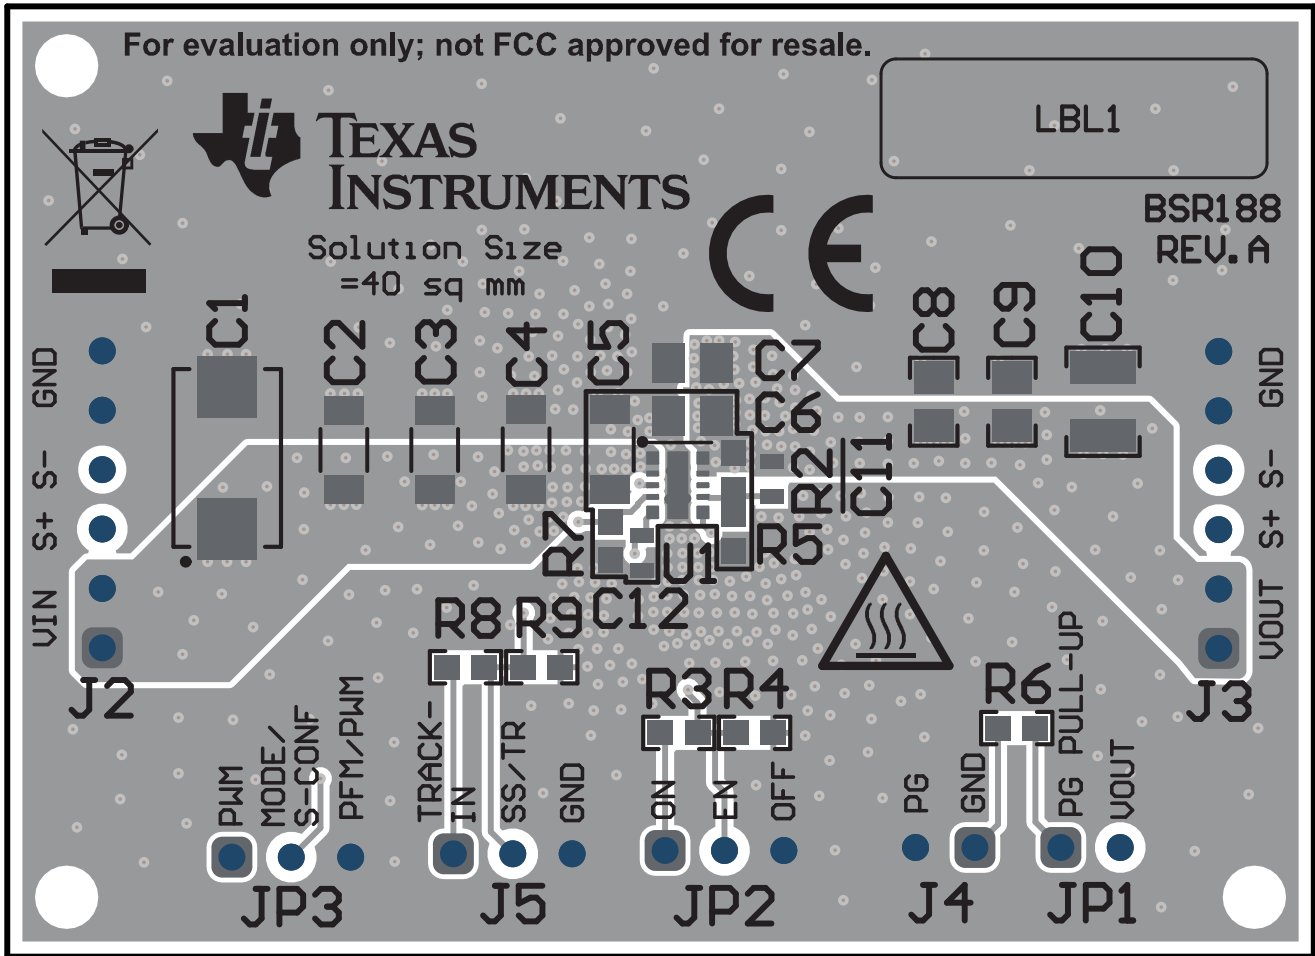 For evaluation only; not FCC approved for resale.
LBL1
TEXAS
INSTRUMENTS
BSR188
REV.A
Solution Size
=40 sq mm
CE
C1
C2
C3
C4
C5
C7
C6
C8
C9
C10
GND
S-
S+
VIN
J2
R2
C11
R7
U1
R5
C12
GND
S-
S+
VOUT
J3
R8
R9
R3
R4
R6
PWM
MODE/
S-CONF
PFM/PWM
JP3
TRACK-
IN
SS/TR
GND
J5
ON
EN
OFF
JP2
PG
GND
J4
PG PULL-UP
VOUT
JP1